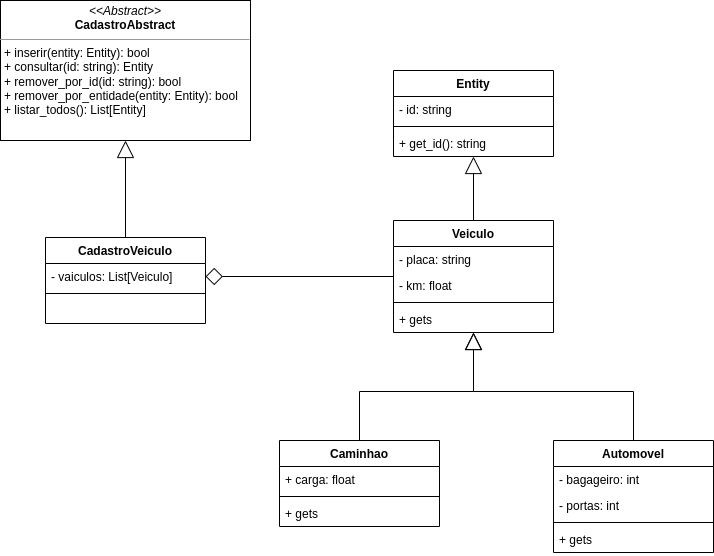 <<Abstract>>
CadastroAbstract
+ inserir(entity: Entity): bool
+ consultar(id: string): Entity
+ remover_por_id(id: string): bool
+ remover_por_entidade(entity: Entity): bool
+ listar_todos(): List[Entity]
Entity
- id: string
+ get_id(): string
CadastroVeiculo
- vaiculos: List[Veiculo]
Veiculo
- placa: string
- km: float
+ gets
Caminhao
+ carga: float
+ gets
Automovel
- bagageiro: int
- portas: int
+ gets